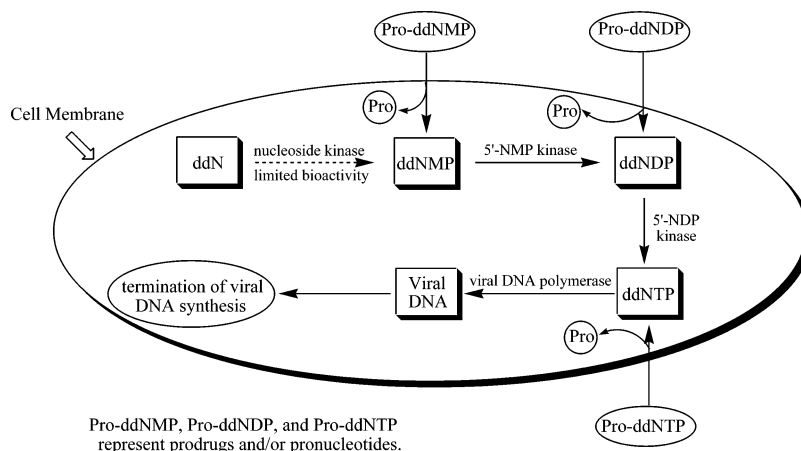 Pro-ddNMP
Pro-ddNDP
Cell Membrane
Pro
Pro
ddN
nucleoside kinase
limited bioactivity
ddNMP
5'-NMP kinase
ddNDP
5'-NDP
kinase
termination of viral
DNA synthesis
Viral
DNA
viral DNA polymerase
ddNTP
Pro
Pro-ddNTP
Pro-ddNMP, Pro-ddNDP, and Pro-ddNTP
represent prodrugs and/or pronucleotides.